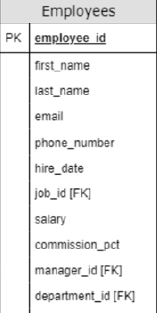 Employees
PK employee_id
first_name
last_name
email
phone_number
hire_date
job_id [FK]
salary
commission_pct
manager_id [FK]
department_id [FK]